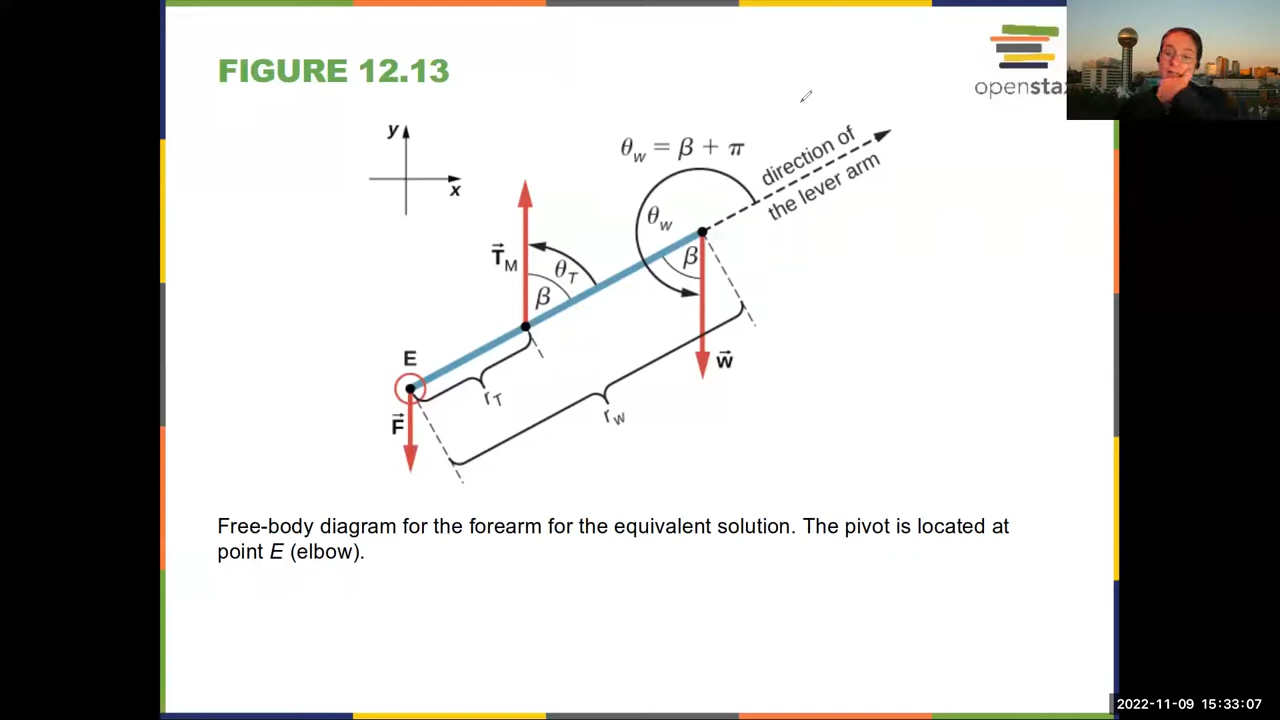 FIGURE 12.13
openstax
y
x
θw = β + π
direction of
the lever arm
θw
β
T⃗M
θT
β
E
F⃗
rT
rw
w⃗
Free-body diagram for the forearm for the equivalent solution. The pivot is located at
point E (elbow).
2022-11-09 15:33:07